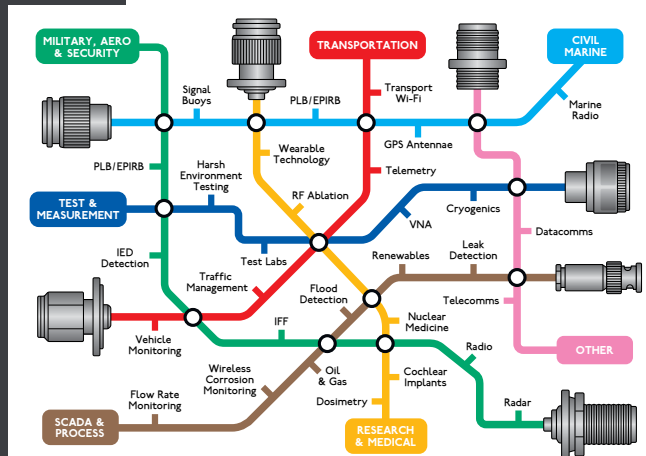 MILITARY, AERO
& SECURITY
TRANSPORTATION
CIVIL
MARINE
Signal
Buoys
PLB/EPIRB
Transport
Wi-Fi
Marine
Radio
GPS Antennae
PLB/EPIRB
Harsh
Environment
Testing
Wearable
Technology
Telemetry
RF Ablation
TEST &
MEASUREMENT
Cryogenics
VNA
Datacomms
IED
Detection
Test Labs
Renewables
Leak
Detection
Traffic
Management
Flood
Detection
Telecomms
Nuclear
Medicine
IFF
Vehicle
Monitoring
Radio
OTHER
Wireless
Corrosion
Monitoring
Oil
& Gas
Cochlear
Implants
Flow Rate
Monitoring
Dosimetry
Radar
SCADA &
PROCESS
RESEARCH
& MEDICAL